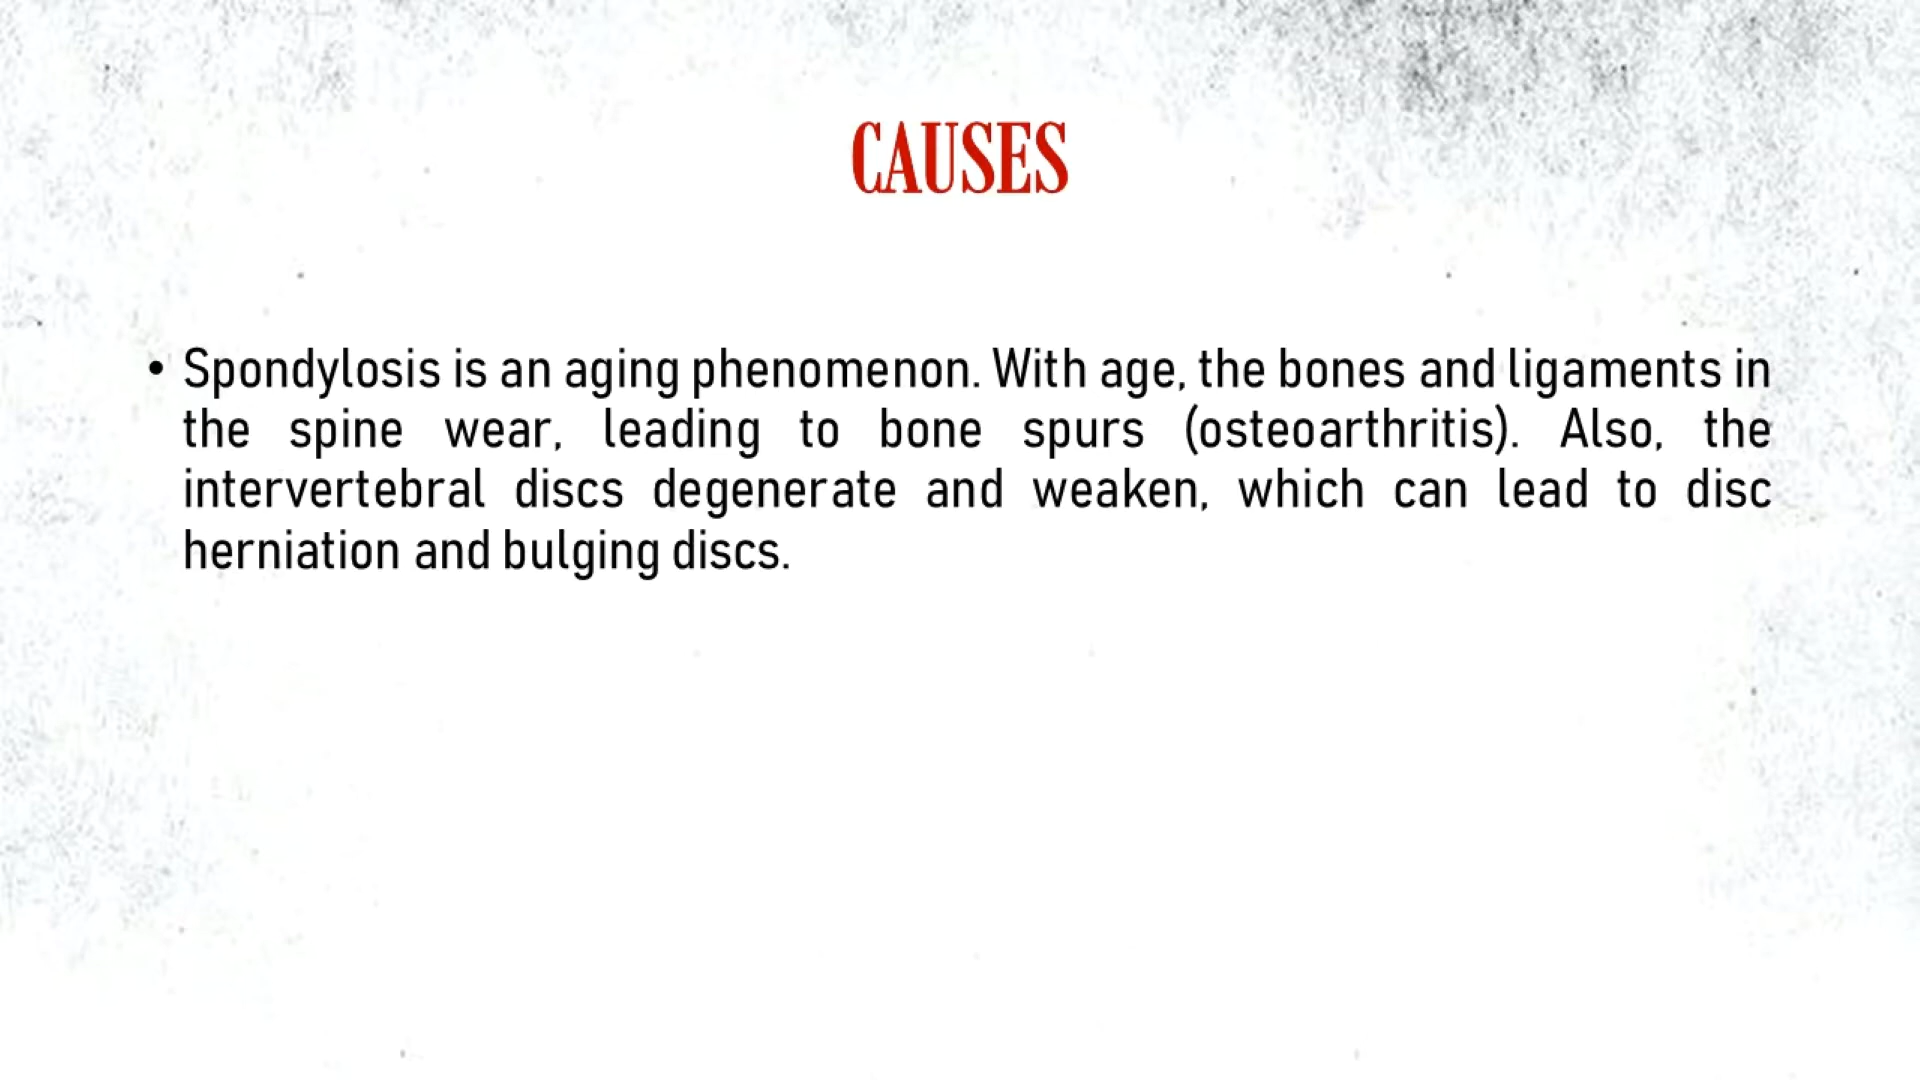 CAUSES
• Spondylosis is an aging phenomenon. With age, the bones and ligaments in
the spine wear, leading to bone spurs (osteoarthritis). Also, the
intervertebral discs degenerate and weaken, which can lead to disc
herniation and bulging discs.